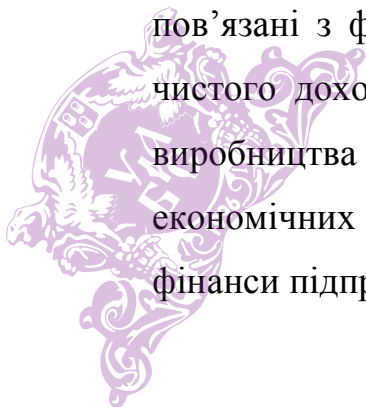 пов’язані з ф
чистого дохо
виробництва
економічних
фінанси підпр